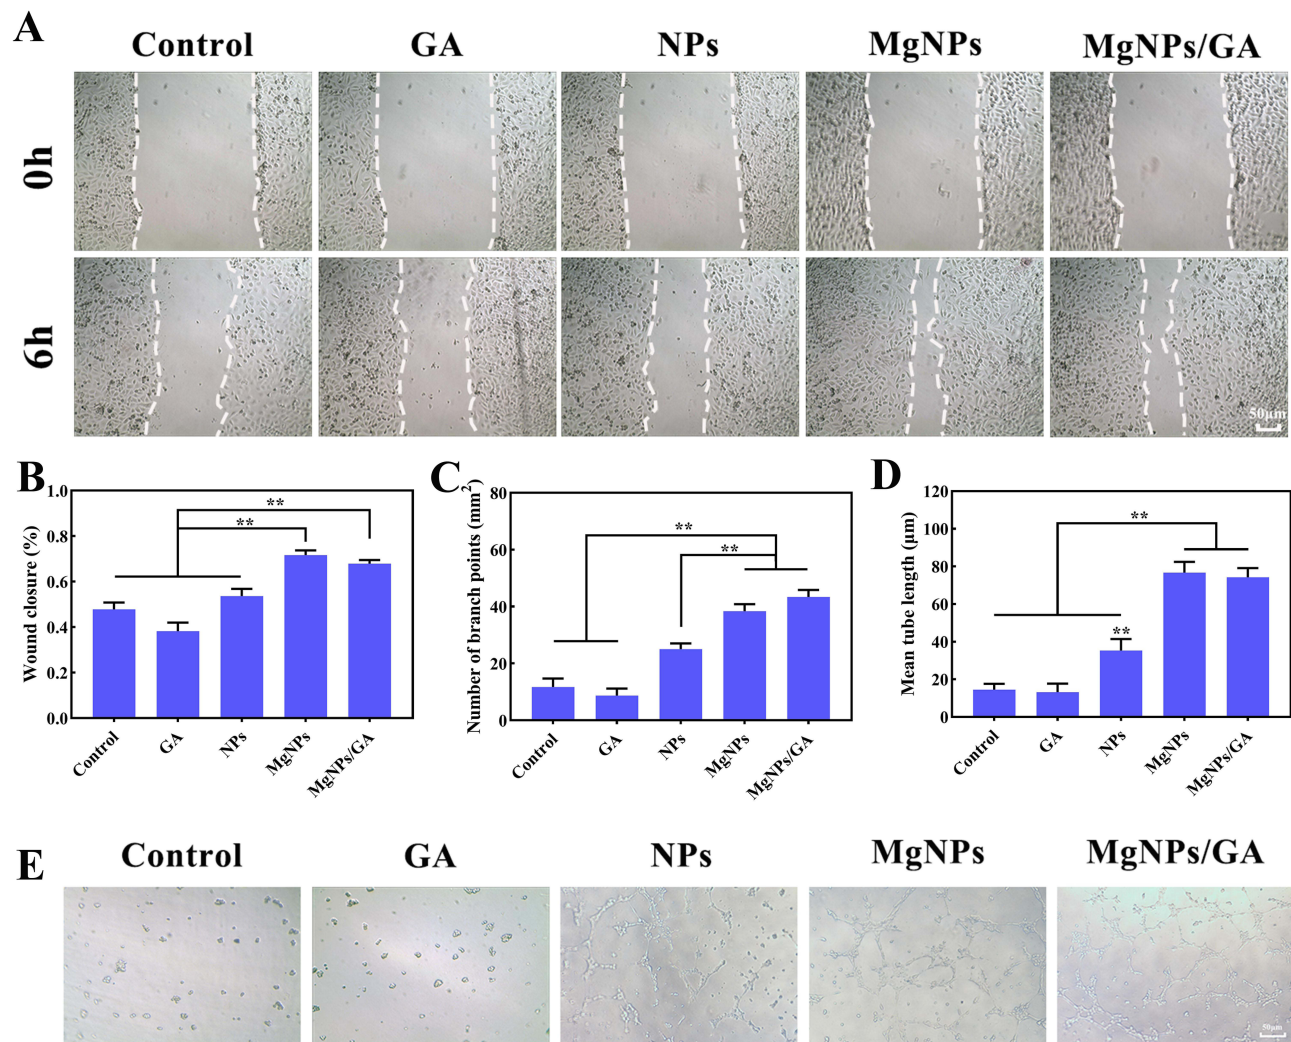 A
Control GA NPs MgNPs MgNPs/GA
0h
6h
50μm
B
Wound closure (%)
1.0
0.8
0.6
0.4
0.2
0.0
**
**
Control GA NPs MgNPs MgNPs/GA
C
Number of branch points (mm²)
80
60
40
20
0
**
**
Control GA NPs MgNPs MgNPs/GA
D
Mean tube length (μm)
120
100
80
60
40
20
0
**
**
Control GA NPs MgNPs MgNPs/GA
E
Control GA NPs MgNPs MgNPs/GA
50μm